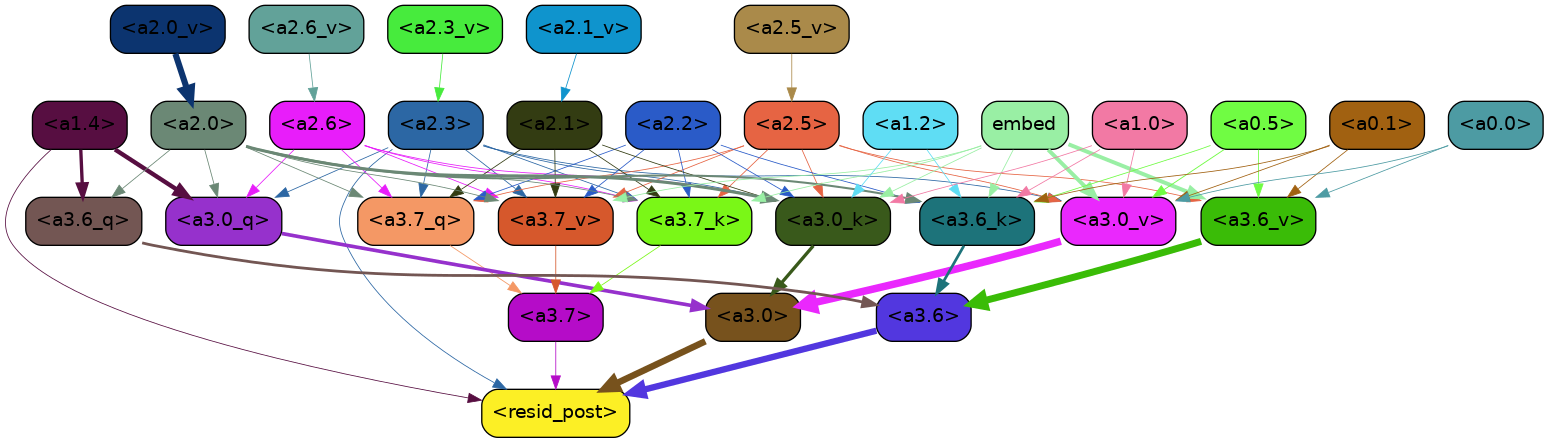 <a2.0_v> <a2.6_v> <a2.3_v> <a2.1_v> <a2.5_v>
<a1.4> <a2.0> <a2.6> <a2.3> <a2.1> <a2.2> <a2.5> <a1.2> embed <a1.0> <a0.5> <a0.1> <a0.0>
<a3.6_q> <a3.0_q> <a3.7_q> <a3.7_v> <a3.7_k> <a3.0_k> <a3.6_k> <a3.0_v> <a3.6_v>
<a3.7> <a3.0> <a3.6>
<resid_post>